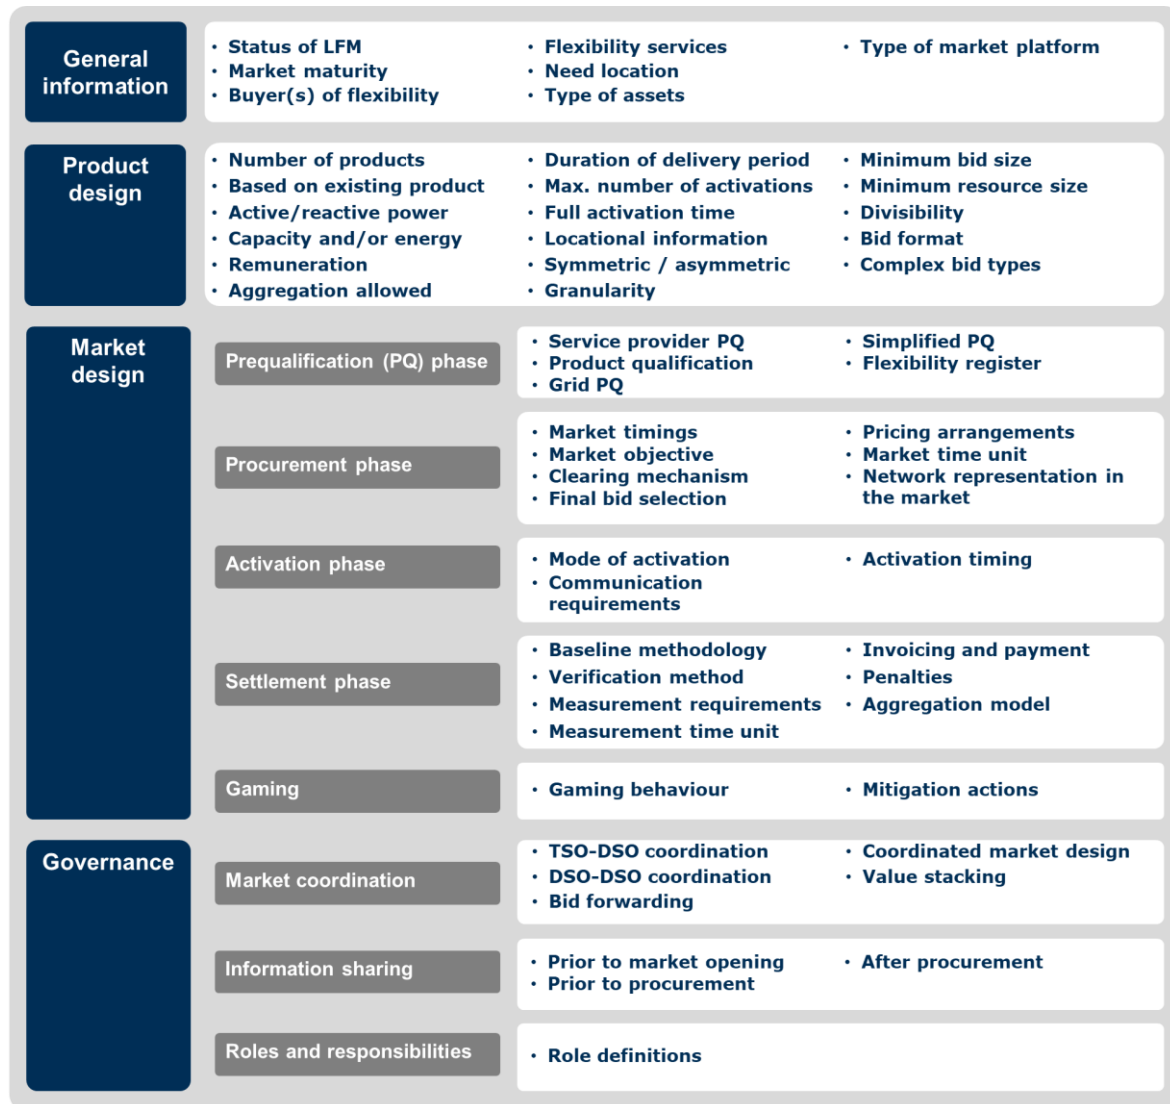 General
information
• Status of LFM
• Market maturity
• Buyer(s) of flexibility
• Flexibility services
• Need location
• Type of assets
• Type of market platform
Product
design
• Number of products
• Based on existing product
• Active/reactive power
• Capacity and/or energy
• Remuneration
• Aggregation allowed
• Duration of delivery period
• Max. number of activations
• Full activation time
• Locational information
• Symmetric / asymmetric
• Granularity
• Minimum bid size
• Minimum resource size
• Divisibility
• Bid format
• Complex bid types
Market
design
Prequalification (PQ) phase
• Service provider PQ
• Product qualification
• Grid PQ
• Simplified PQ
• Flexibility register
Procurement phase
• Market timings
• Market objective
• Clearing mechanism
• Final bid selection
• Pricing arrangements
• Market time unit
• Network representation in
the market
Activation phase
• Mode of activation
• Communication
requirements
• Activation timing
Settlement phase
• Baseline methodology
• Verification method
• Measurement requirements
• Measurement time unit
• Invoicing and payment
• Penalties
• Aggregation model
Gaming
• Gaming behaviour
• Mitigation actions
Governance
Market coordination
• TSO-DSO coordination
• DSO-DSO coordination
• Bid forwarding
• Coordinated market design
• Value stacking
Information sharing
• Prior to market opening
• Prior to procurement
• After procurement
Roles and responsibilities
• Role definitions